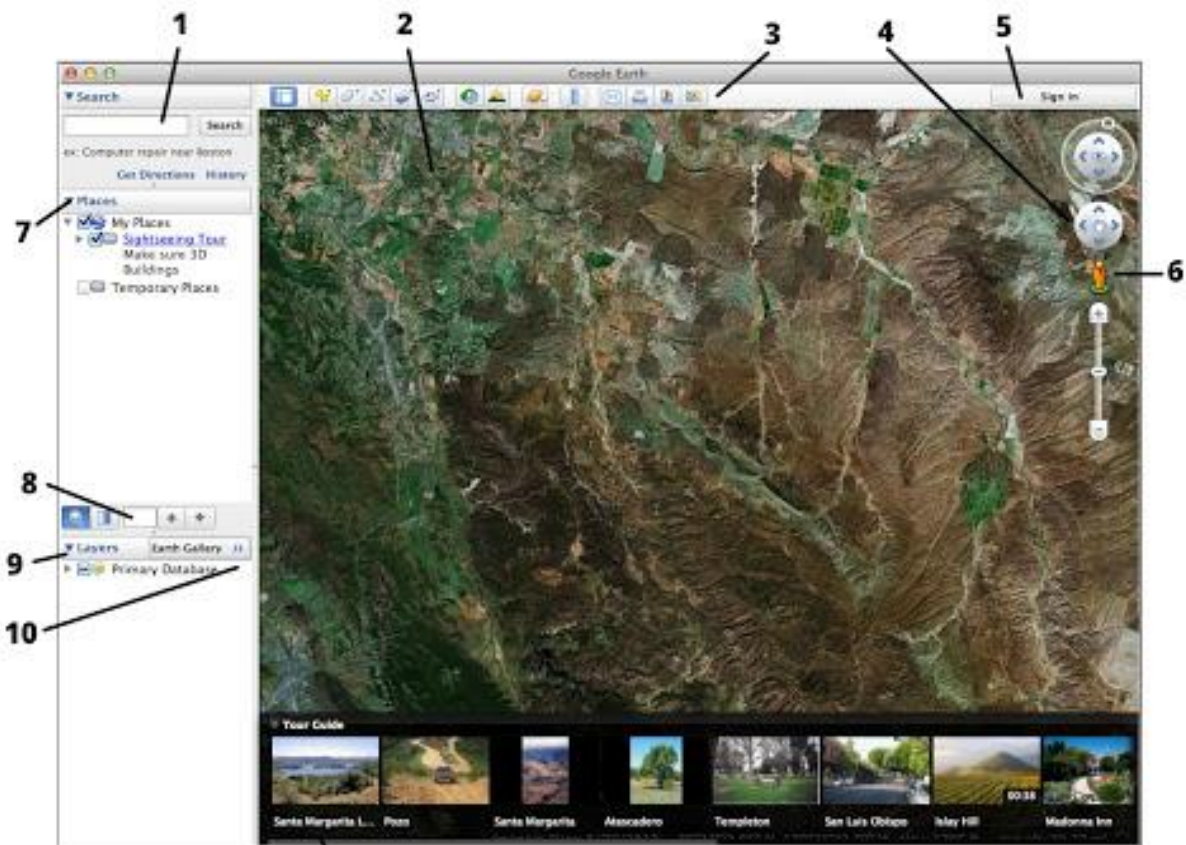 1
2
3
4
5
Google Earth
Search
Sign in
Search
ex: Computer repair near Boston
Get Directions History
Places
7
My Places
Sightseeing Tour
Make sure 3D
Buildings
Temporary Places
6
8
Layers
Earth Gallery
9
Primary Database
10
Tour Guide
00:38
Santa Margarita L...
Pozo
Santa Margarita
Atascadero
Templeton
San Luis Obispo
Islay Hill
Madonna Inn